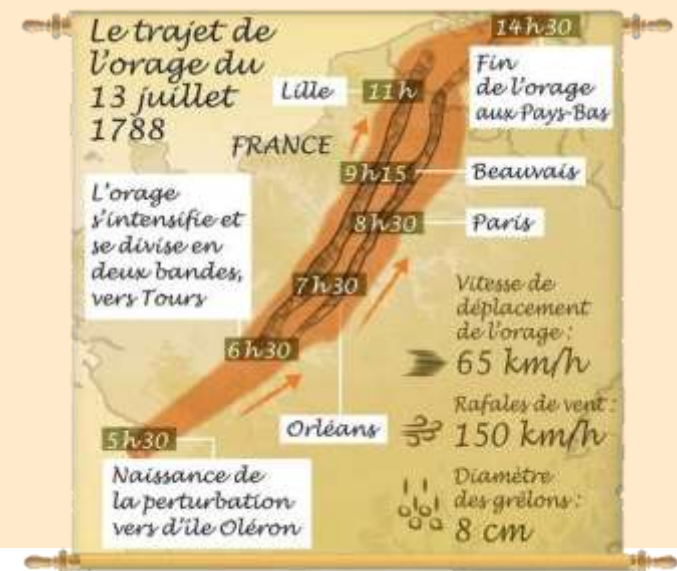 Le trajet de
l'orage du
13 juillet
1788
14h30
Fin
de l'orage
aux Pays-Bas
Lille
11h
FRANCE
9h15
Beauvais
8h30
Paris
L'orage
s'intensifie et
se divise en
deux bandes,
vers Tours
7h30
6h30
Orléans
5h30
Naissance de
la perturbation
vers d'île Oléron
Vitesse de
déplacement
de l'orage :
65 km/h
Rafales de vent :
150 km/h
Diamètre
des grêlons :
8 cm